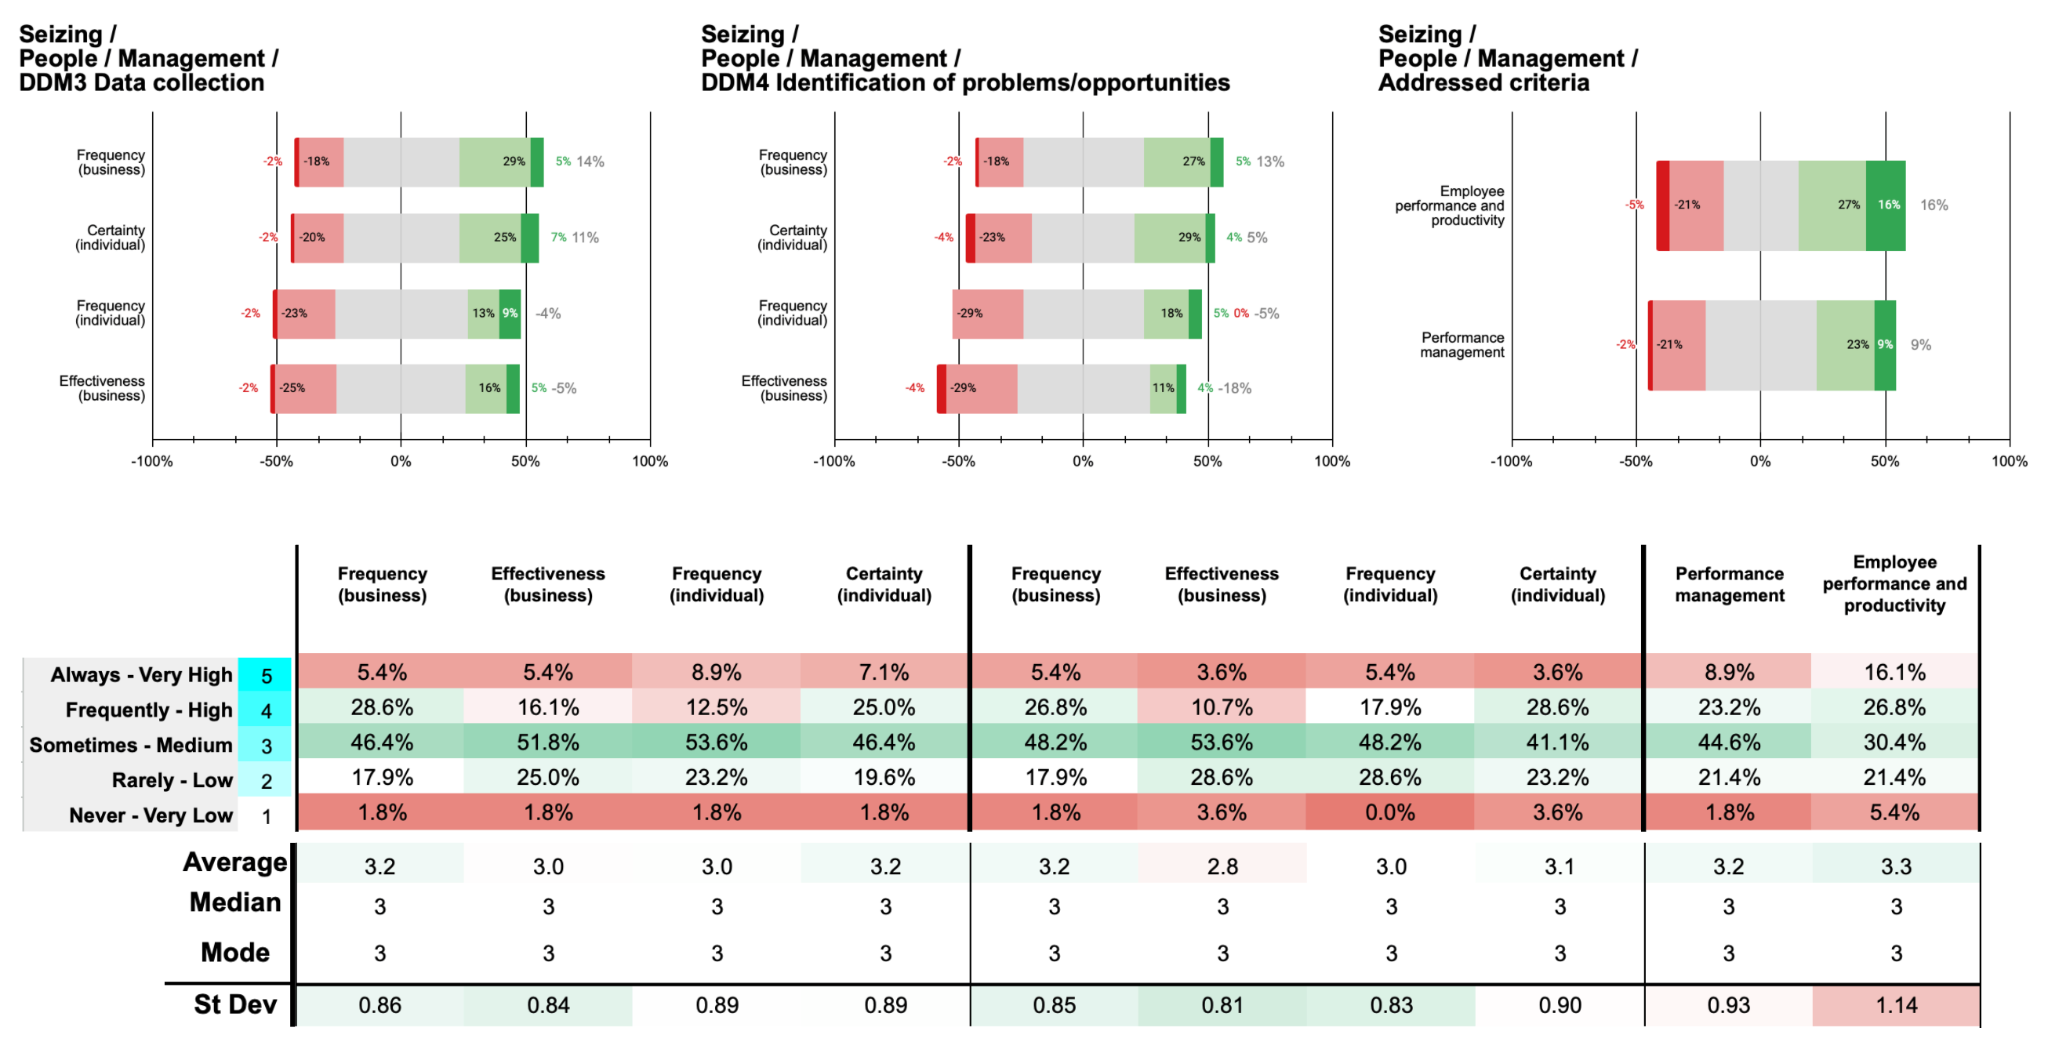 Seizing /
People / Management /
DDM3 Data collection
Frequency
(business)
-2%
-18%
29%
5%
14%
Certainty
(individual)
-2%
-20%
25%
7%
11%
Frequency
(individual)
-2%
-23%
13%
9%
-4%
Effectiveness
(business)
-2%
-25%
16%
5%
-5%
-100%
-50%
0%
50%
100%
Seizing /
People / Management /
DDM4 Identification of problems/opportunities
Frequency
(business)
-2%
-18%
27%
5%
13%
Certainty
(individual)
-4%
-23%
29%
4%
5%
Frequency
(individual)
-29%
18%
5%
0%
-5%
Effectiveness
(business)
-4%
-29%
11%
4%
-18%
-100%
-50%
0%
50%
100%
Seizing /
People / Management /
Addressed criteria
Employee
performance and
productivity
-5%
-21%
27%
16%
16%
Performance
management
-2%
-21%
23%
9%
9%
-100%
-50%
0%
50%
100%
Frequency
(business)
Effectiveness
(business)
Frequency
(individual)
Certainty
(individual)
Frequency
(business)
Effectiveness
(business)
Frequency
(individual)
Certainty
(individual)
Performance
management
Employee
performance and
productivity
Always - Very High 5 5.4% 5.4% 8.9% 7.1% 5.4% 3.6% 5.4% 3.6% 8.9% 16.1%
Frequently - High 4 28.6% 16.1% 12.5% 25.0% 26.8% 10.7% 17.9% 28.6% 23.2% 26.8%
Sometimes - Medium 3 46.4% 51.8% 53.6% 46.4% 48.2% 53.6% 48.2% 41.1% 44.6% 30.4%
Rarely - Low 2 17.9% 25.0% 23.2% 19.6% 17.9% 28.6% 28.6% 23.2% 21.4% 21.4%
Never - Very Low 1 1.8% 1.8% 1.8% 1.8% 1.8% 3.6% 0.0% 3.6% 1.8% 5.4%
Average 3.2 3.0 3.0 3.2 3.2 2.8 3.0 3.1 3.2 3.3
Median 3 3 3 3 3 3 3 3 3 3
Mode 3 3 3 3 3 3 3 3 3 3
St Dev 0.86 0.84 0.89 0.89 0.85 0.81 0.83 0.90 0.93 1.14